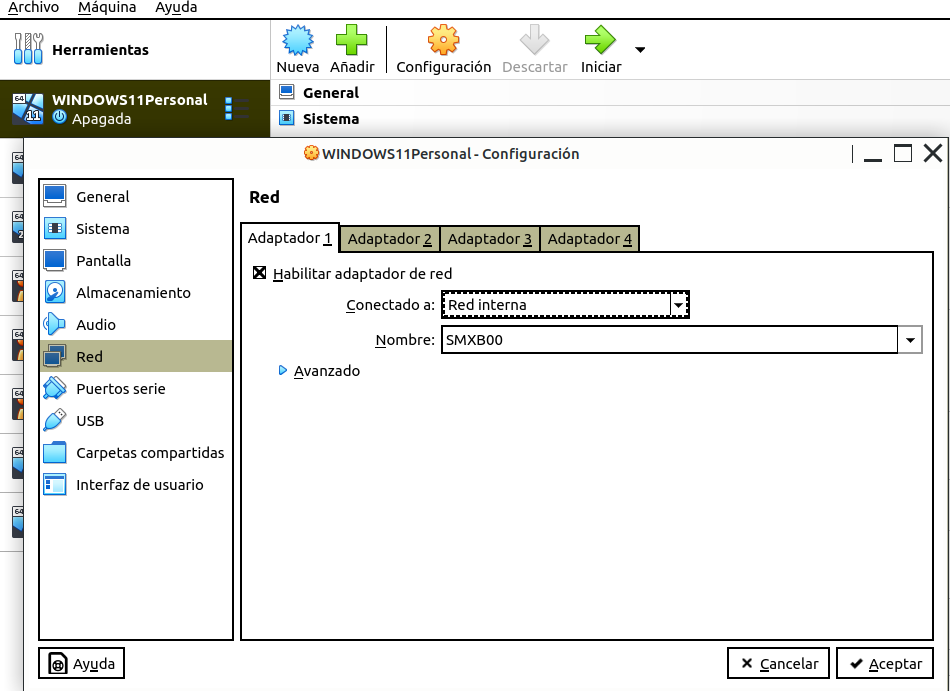 Archivo Máquina Ayuda
Herramientas
Nueva Añadir Configuración Descartar Iniciar
64
11
WINDOWS11Personal
Apagada
General
Sistema
WINDOWS11Personal - Configuración
General
Sistema
Pantalla
Almacenamiento
Audio
Red
Puertos serie
USB
Carpetas compartidas
Interfaz de usuario
Red
Adaptador 1 Adaptador 2 Adaptador 3 Adaptador 4
Habilitar adaptador de red
Conectado a: Red interna
Nombre: SMXB00
Avanzado
Ayuda Cancelar Aceptar